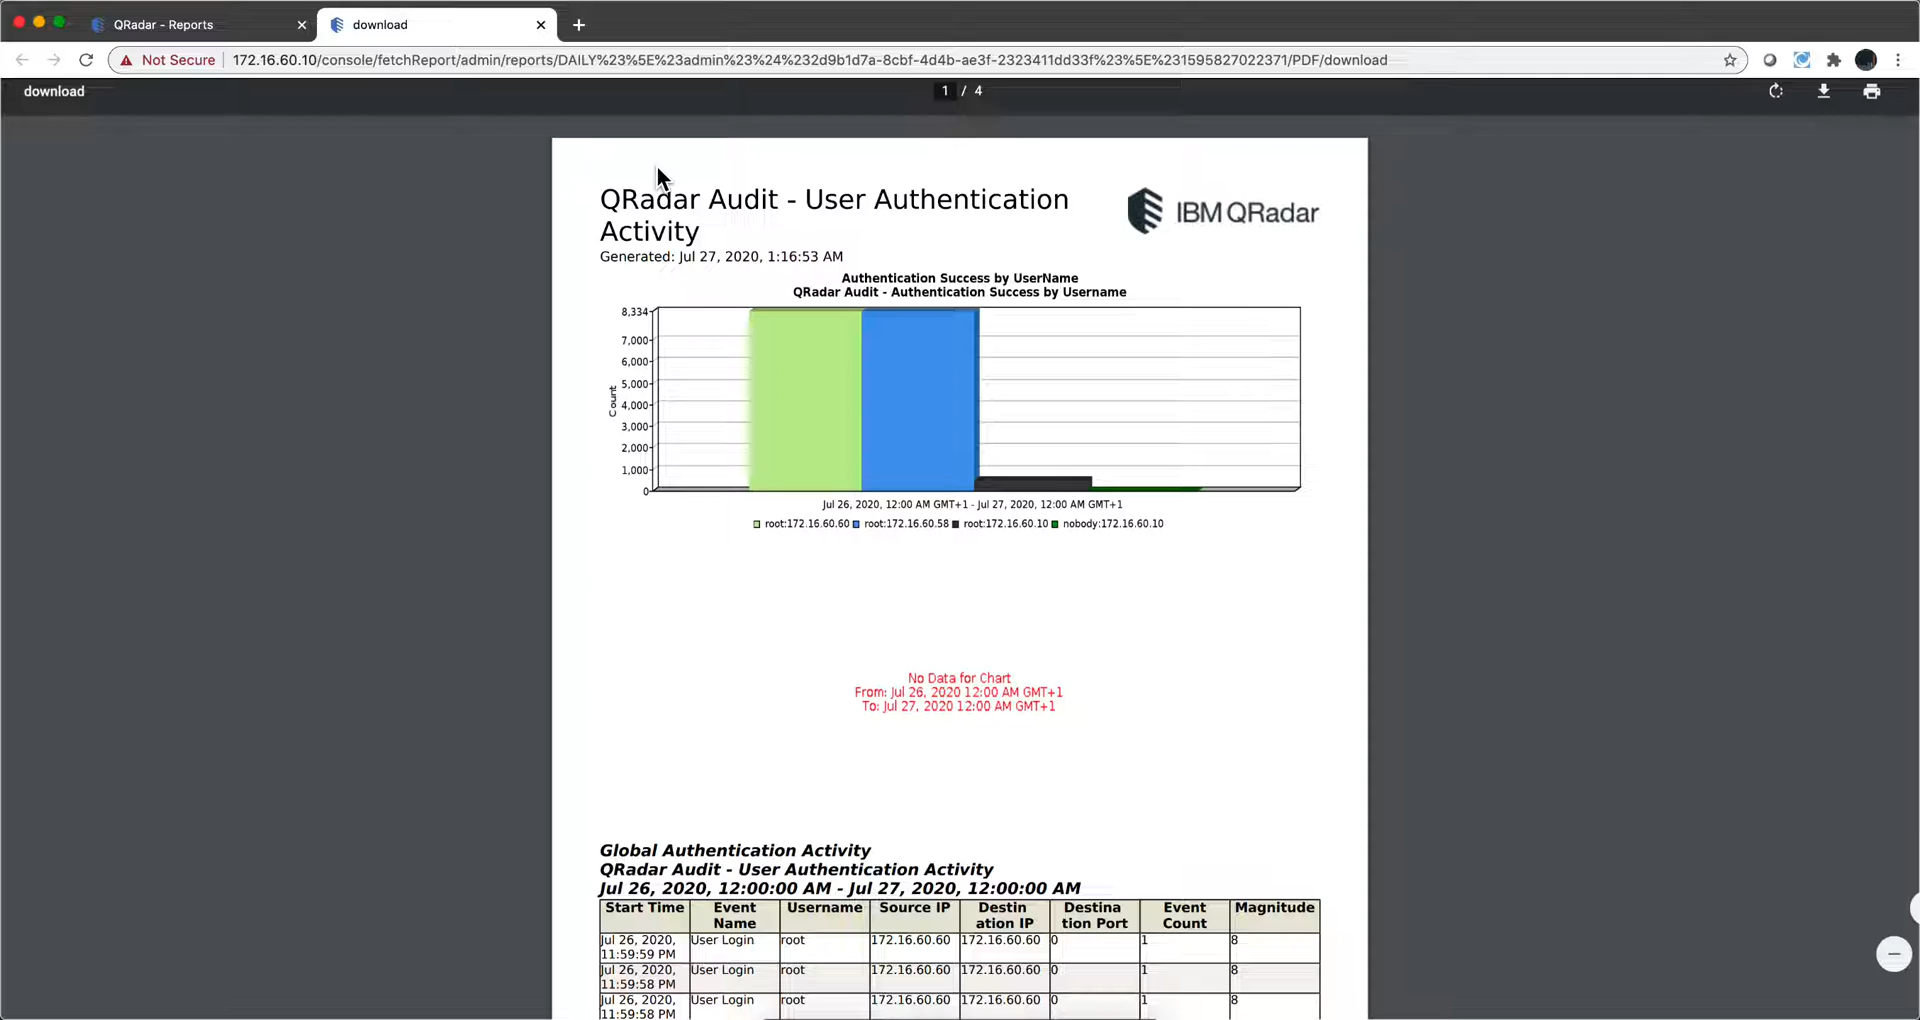 QRadar - Reports
download
Not Secure
172.16.60.10/console/fetchReport/admin/reports/DAILY%23%5E%23admin%23%24%232d9b1d7a-8cbf-4d4b-ae3f-2323411dd33f%23%5E%231595827022371/PDF/download
download
1 / 4
QRadar Audit - User Authentication
Activity
IBM QRadar
Generated: Jul 27, 2020, 1:16:53 AM
Authentication Success by UserName
QRadar Audit - Authentication Success by Username
8,334
7,000
6,000
5,000
4,000
3,000
2,000
1,000
0
Count
Jul 26, 2020, 12:00 AM GMT+1 - Jul 27, 2020, 12:00 AM GMT+1
root:172.16.60.60 root:172.16.60.58 root:172.16.60.10 nobody:172.16.60.10
No Data for Chart
From: Jul 26, 2020 12:00 AM GMT+1
To: Jul 27, 2020 12:00 AM GMT+1
Global Authentication Activity
QRadar Audit - User Authentication Activity
Jul 26, 2020, 12:00:00 AM - Jul 27, 2020, 12:00:00 AM
Start Time Event Name Username Source IP Destin ation IP Destina tion Port Event Count Magnitude
Jul 26, 2020, 11:59:59 PM User Login root 172.16.60.60 172.16.60.60 0 1 8
Jul 26, 2020, 11:59:58 PM User Login root 172.16.60.60 172.16.60.60 0 1 8
Jul 26, 2020, 11:59:58 PM User Login root 172.16.60.60 172.16.60.60 0 1 8